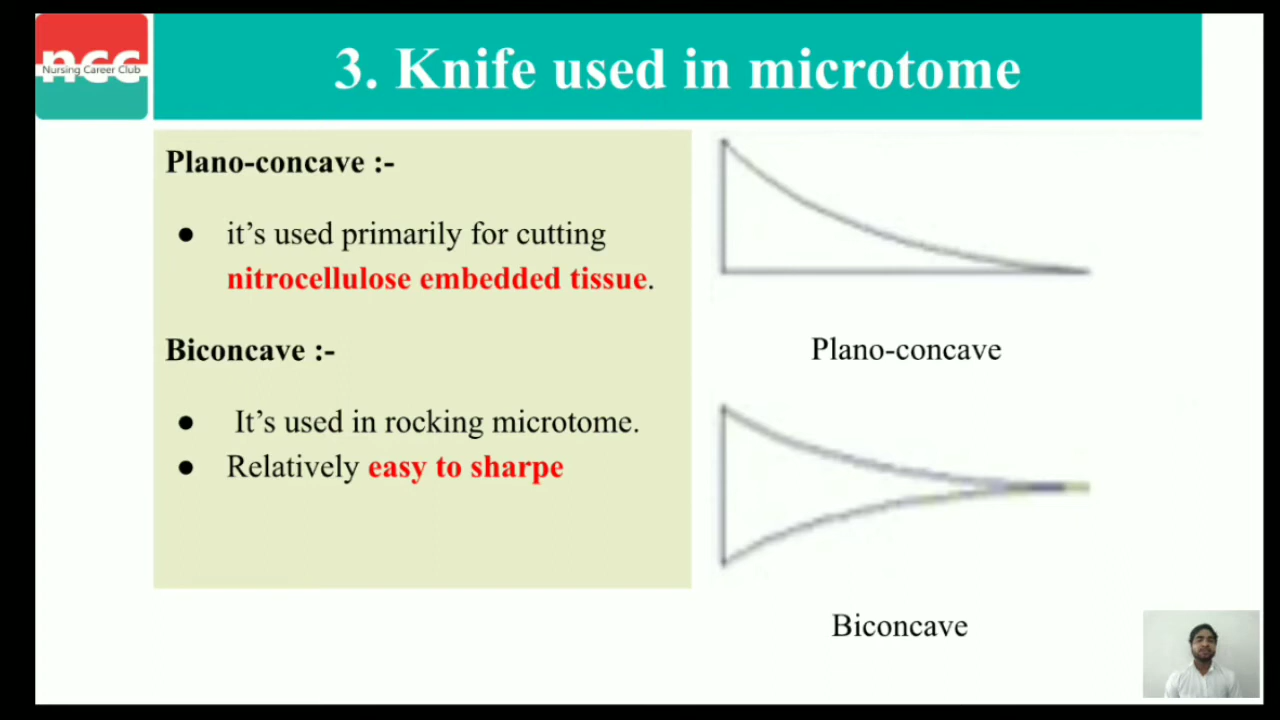 ncc
Nursing Career Club
3. Knife used in microtome
Plano-concave :-
● it’s used primarily for cutting
nitrocellulose embedded tissue.
Biconcave :-
● It’s used in rocking microtome.
● Relatively easy to sharpe
Plano-concave
Biconcave